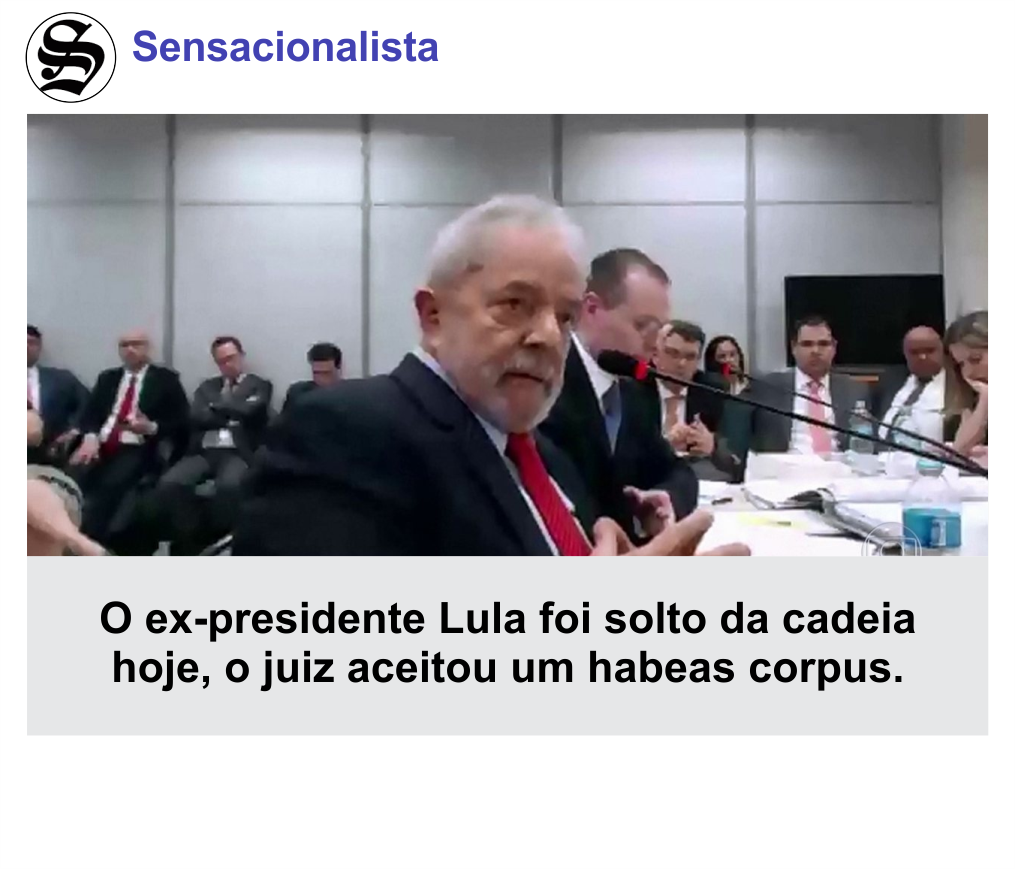 Sensacionalista
O ex-presidente Lula foi solto da cadeia
hoje, o juiz aceitou um habeas corpus.